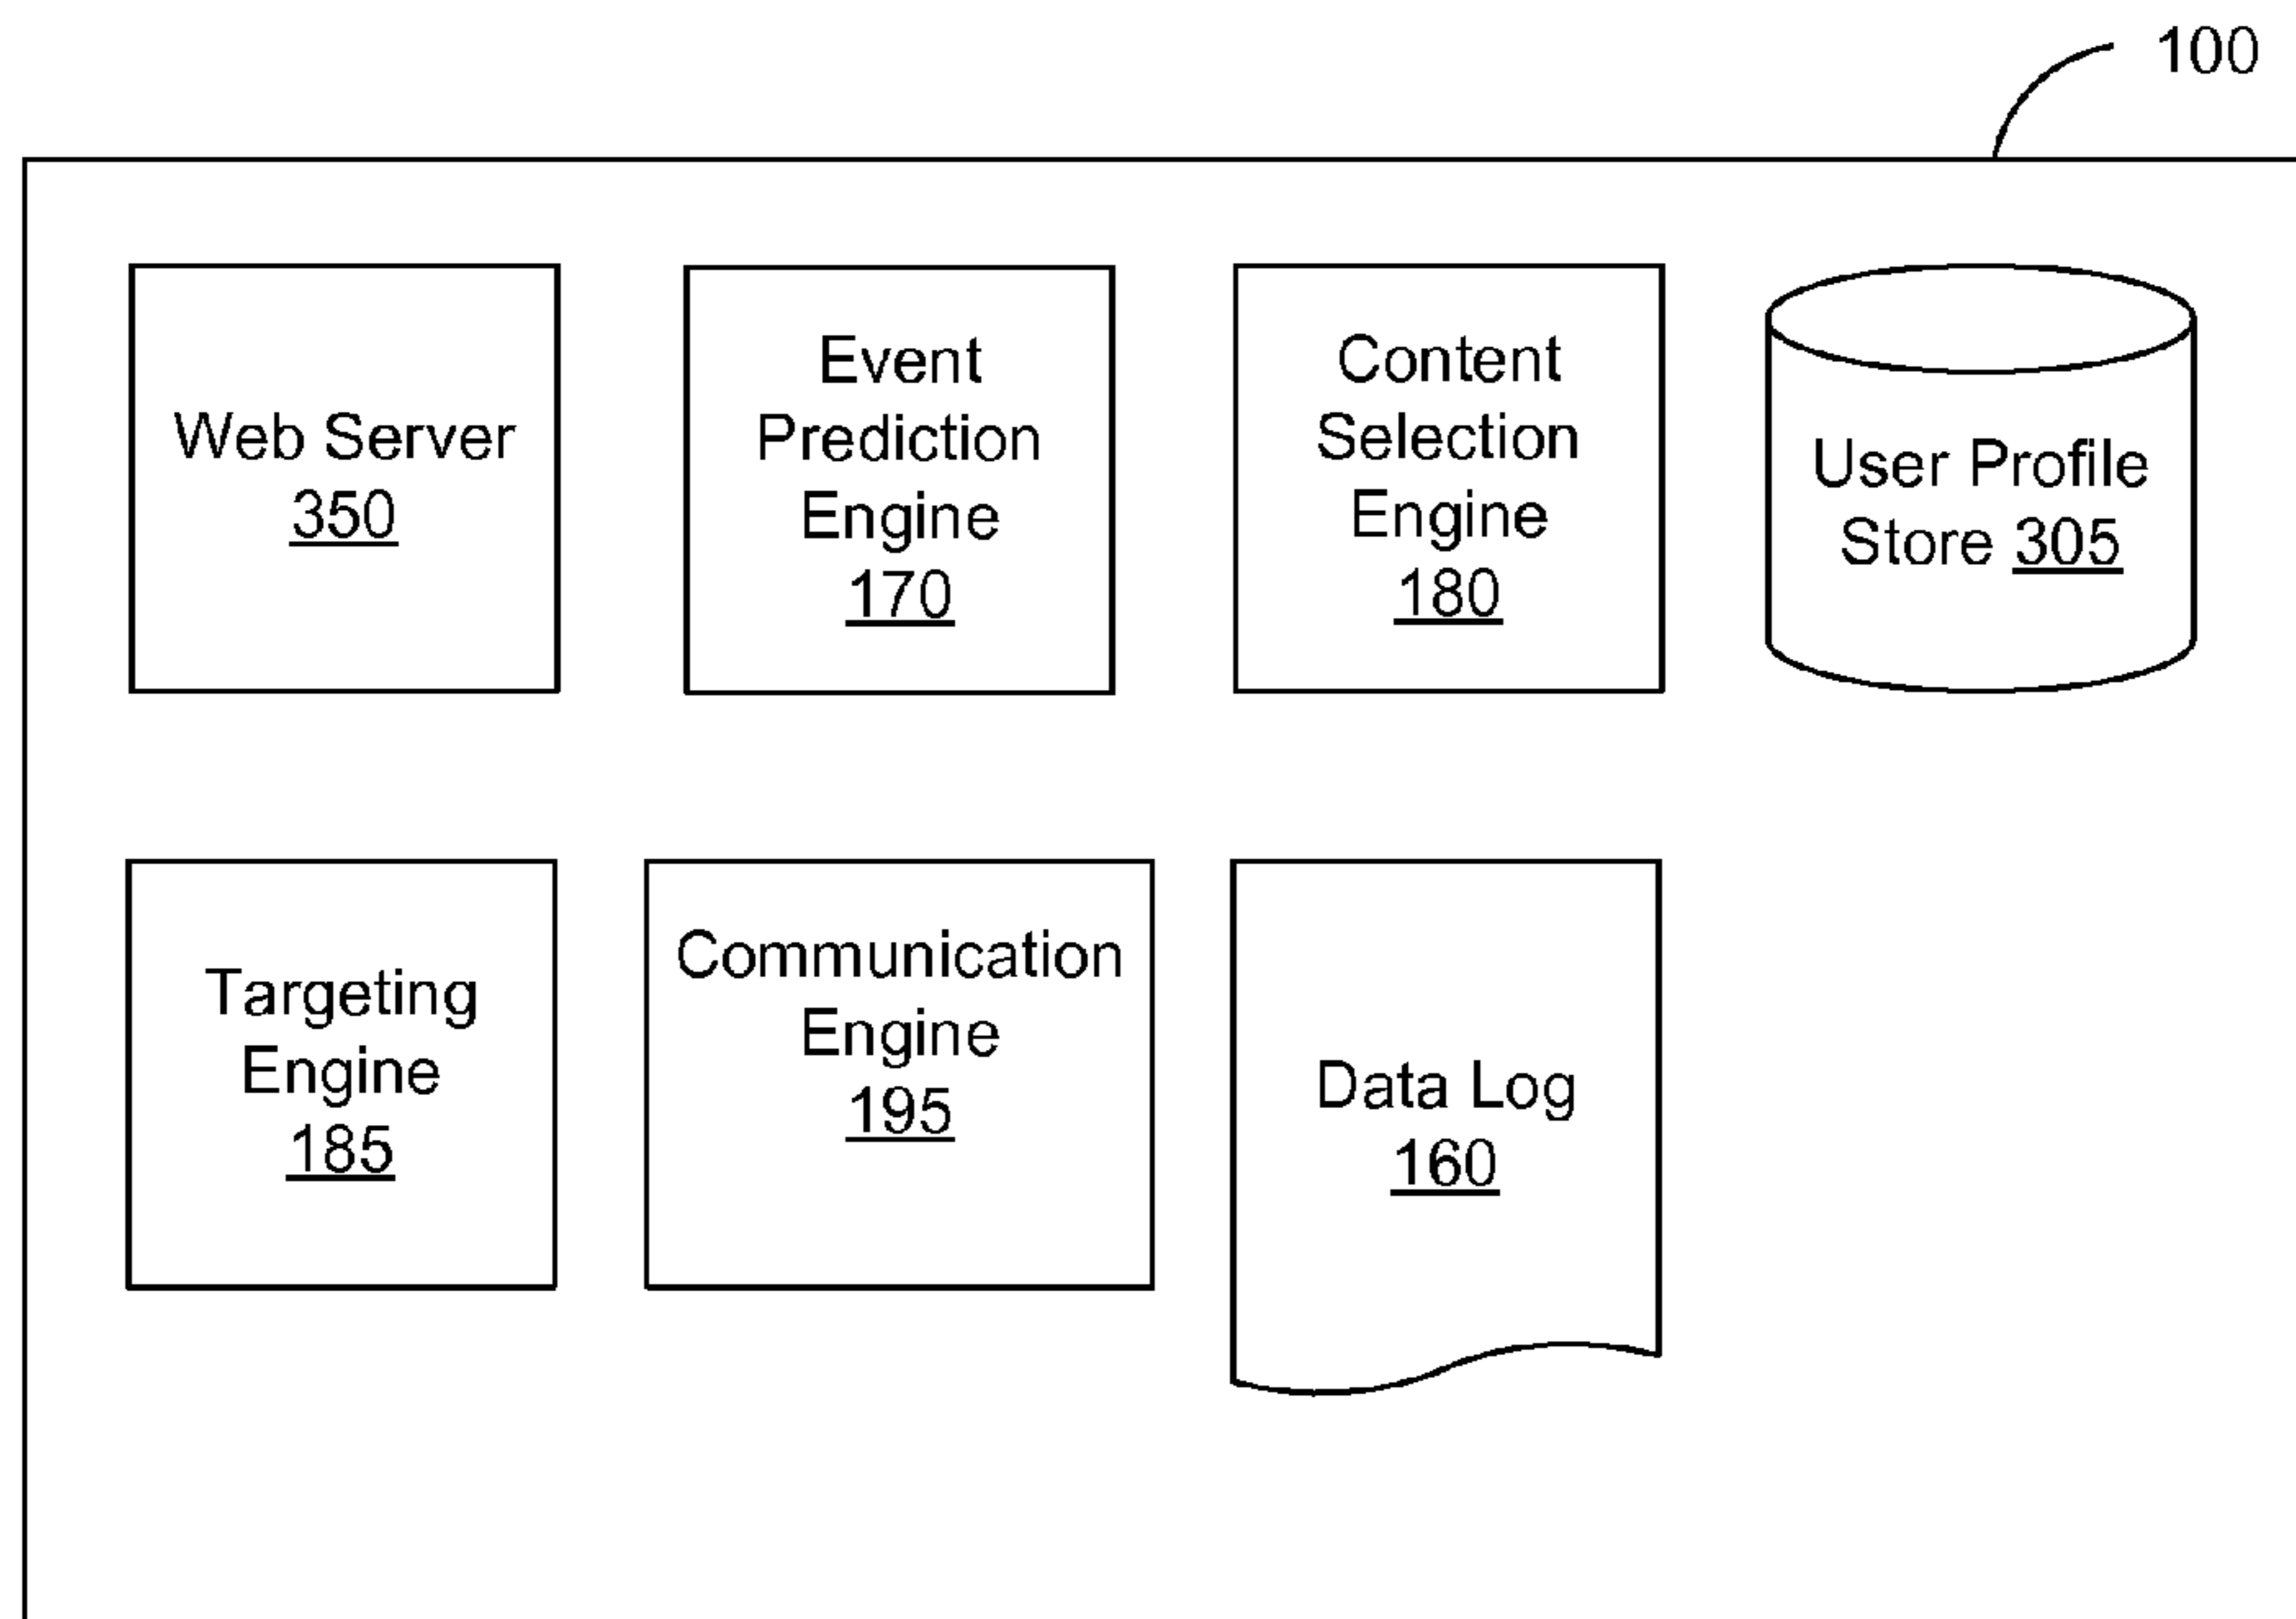 100
Web Server
350
Event
Prediction
Engine
170
Content
Selection
Engine
180
User Profile
Store 305
Targeting
Engine
185
Communication
Engine
195
Data Log
160